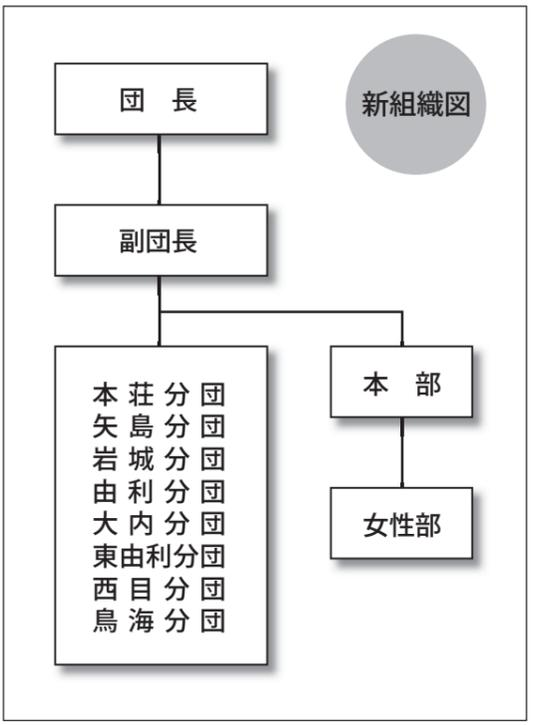 団　長
新組織図
副団長
本荘分団
矢島分団
岩城分団
由利分団
大内分団
東由利分団
西目分団
鳥海分団
本　部
女性部